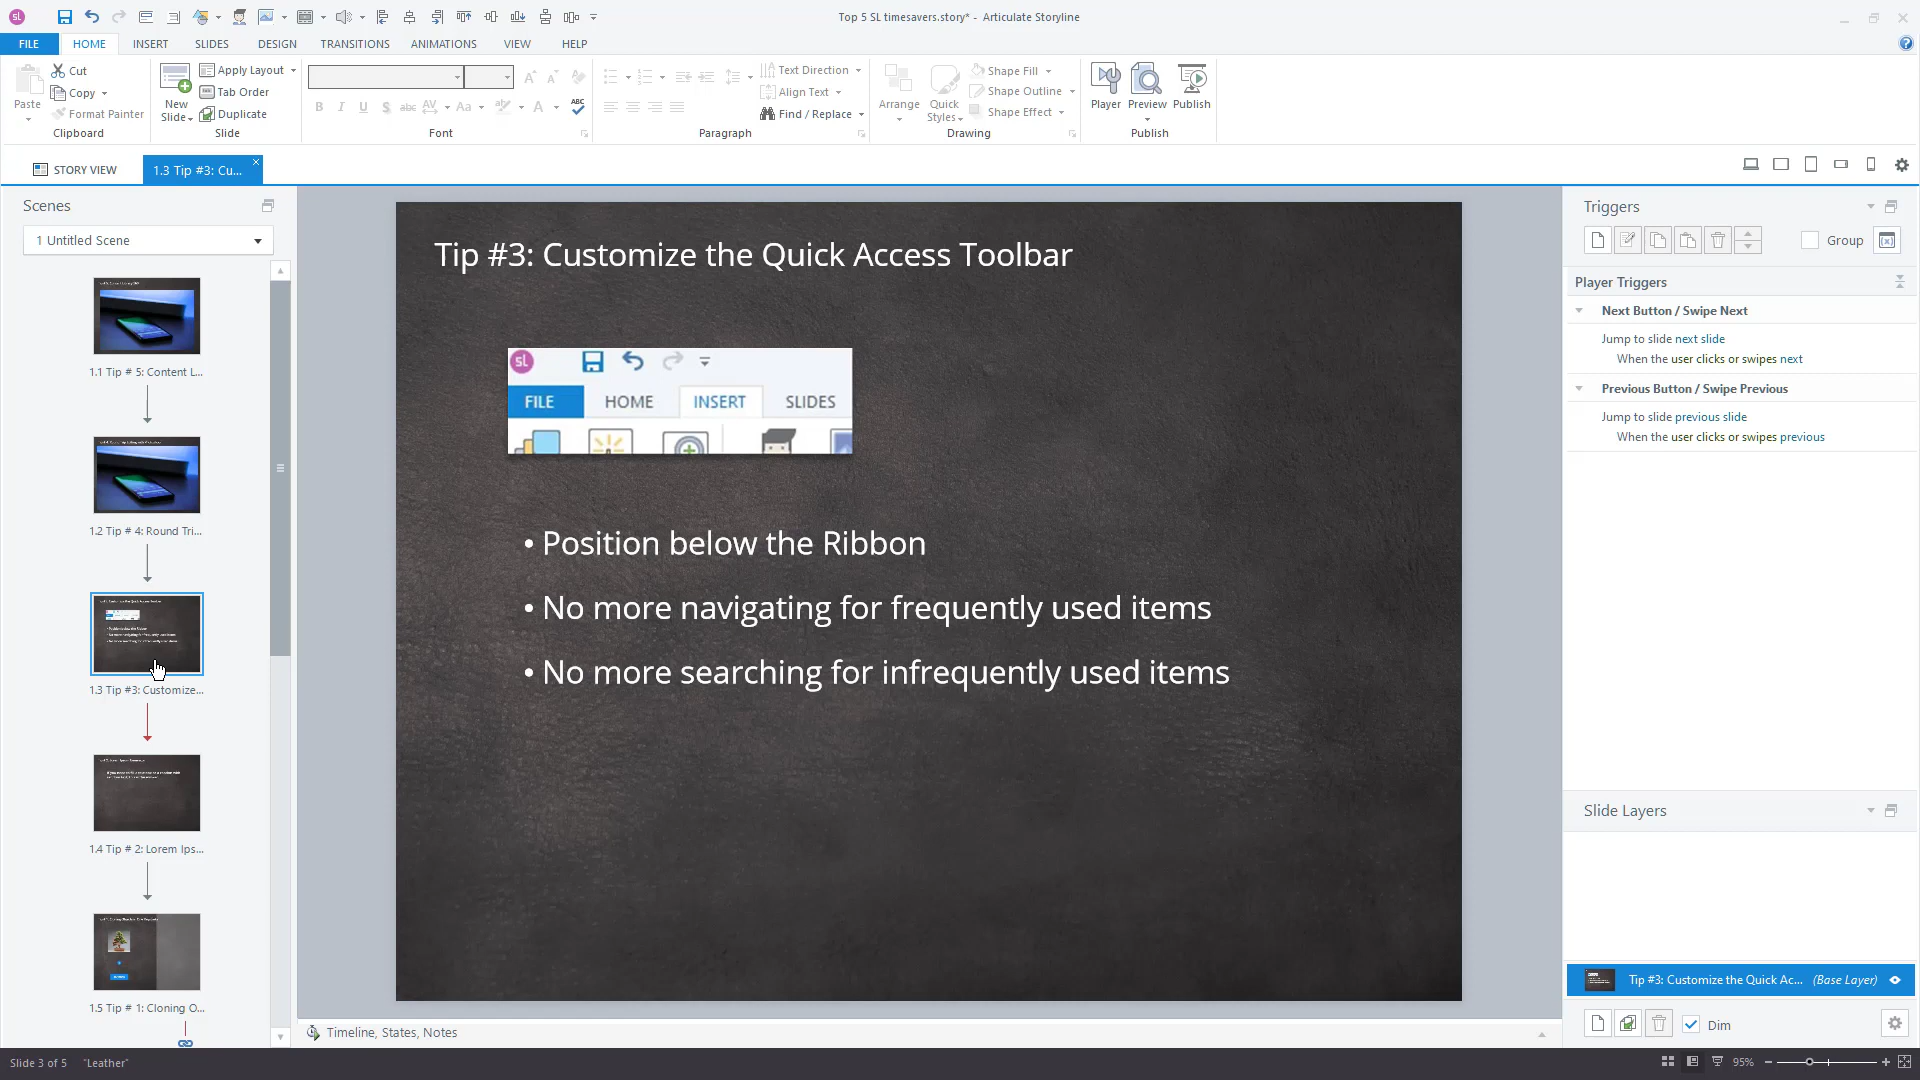 sl
Top 5 SL timesavers.story* - Articulate Storyline
FILE HOME INSERT SLIDES DESIGN TRANSITIONS ANIMATIONS VIEW HELP
Paste
Cut
Copy
Format Painter
Clipboard
New Slide
Apply Layout
Tab Order
Duplicate
Slide
B I U S abc AV Aa A ABC
Font
Text Direction
Align Text
Find / Replace
Paragraph
Arrange
Quick Styles
Shape Fill
Shape Outline
Shape Effect
Drawing
Player Preview Publish
Publish
STORY VIEW
1.3 Tip #3: Cu...
Scenes
1 Untitled Scene
1.1 Tip # 5: Content L...
1.2 Tip # 4: Round Tri...
1.3 Tip #3: Customize...
1.4 Tip # 2: Lorem Ips...
1.5 Tip # 1: Cloning O...
Tip #3: Customize the Quick Access Toolbar
sl
FILE HOME INSERT SLIDES
• Position below the Ribbon
• No more navigating for frequently used items
• No more searching for infrequently used items
Timeline, States, Notes
Triggers
Group
Player Triggers
Next Button / Swipe Next
Jump to slide next slide
When the user clicks or swipes next
Previous Button / Swipe Previous
Jump to slide previous slide
When the user clicks or swipes previous
Slide Layers
Tip #3: Customize the Quick Ac... (Base Layer)
Dim
Slide 3 of 5 "Leather"
95%